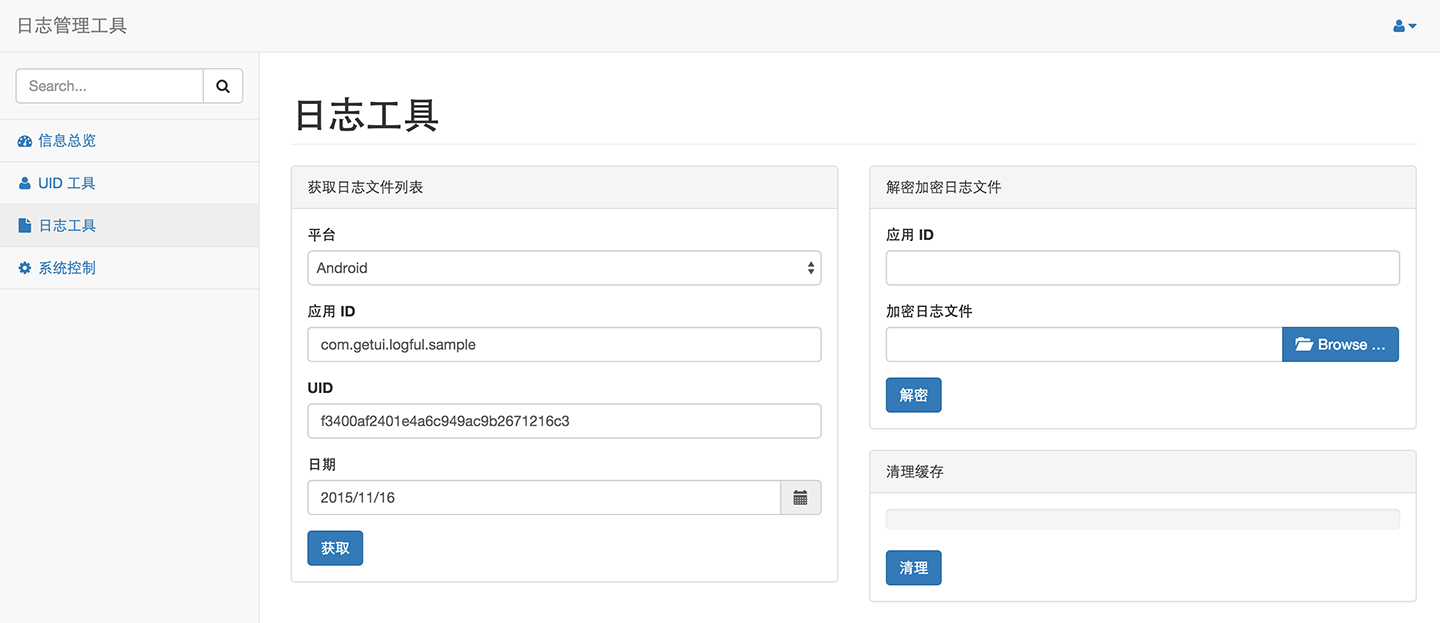 日志管理工具
Search...
信息总览
UID 工具
日志工具
系统控制
日志工具
获取日志文件列表
平台
Android
应用 ID
com.getui.logful.sample
UID
f3400af2401e4a6c949ac9b2671216c3
日期
2015/11/16
获取
解密加密日志文件
应用 ID
加密日志文件
Browse ...
解密
清理缓存
清理